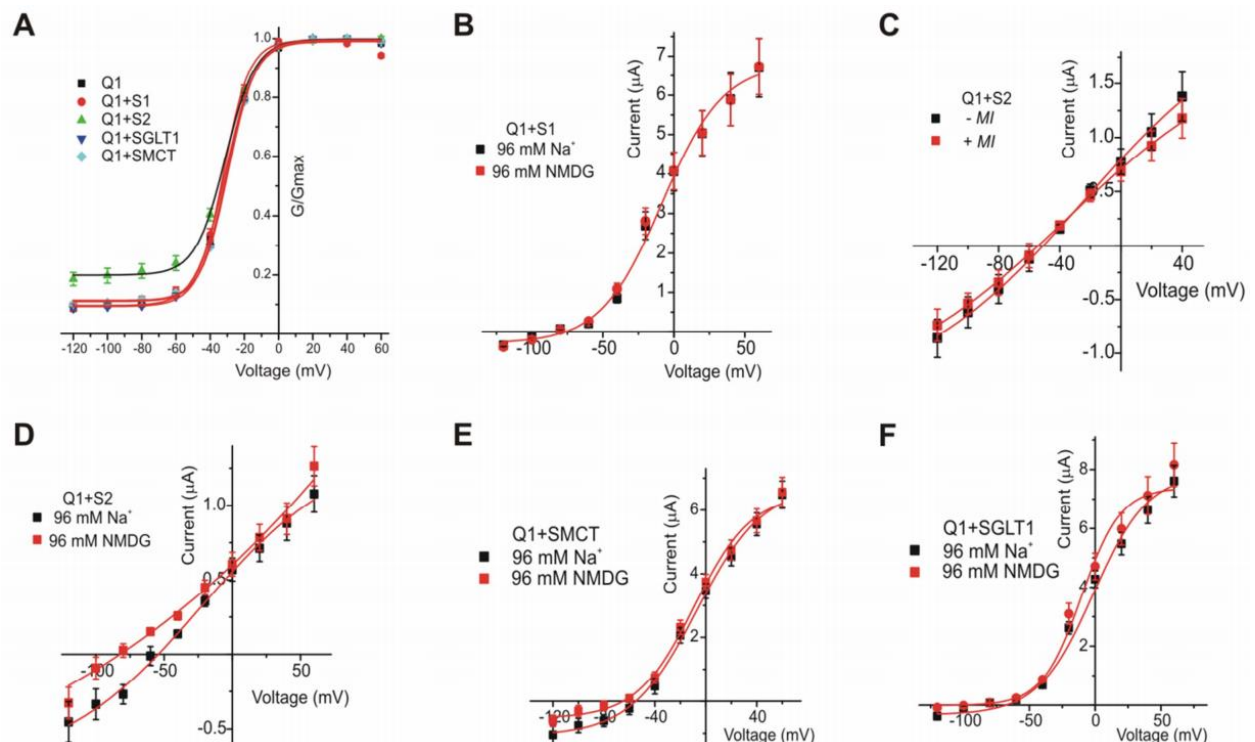 A
Q1
Q1+S1
Q1+S2
Q1+SGLT1
Q1+SMCT
1.0
0.8
0.6
0.4
0.2
G/Gmax
-120 -100 -80 -60 -40 -20 0 20 40 60
Voltage (mV)
B
Q1+S1
96 mM Na+
96 mM NMDG
Current (µA)
7
6
5
4
3
2
1
-100 -50 0 50
Voltage (mV)
C
Q1+S2
- MI
+ MI
Current (µA)
1.5
1.0
0.5
-120 -80 -40 40
Voltage (mV)
-0.5
-1.0
D
Q1+S2
96 mM Na+
96 mM NMDG
Current (µA)
1.0
0.5
-100 -50 50
Voltage (mV)
-0.5
E
Q1+SMCT
96 mM Na+
96 mM NMDG
Current (µA)
6
4
2
-120 -40 40
Voltage (mV)
F
Q1+SGLT1
96 mM Na+
96 mM NMDG
Current (µA)
8
6
4
2
-100 -50 0 50
Voltage (mV)